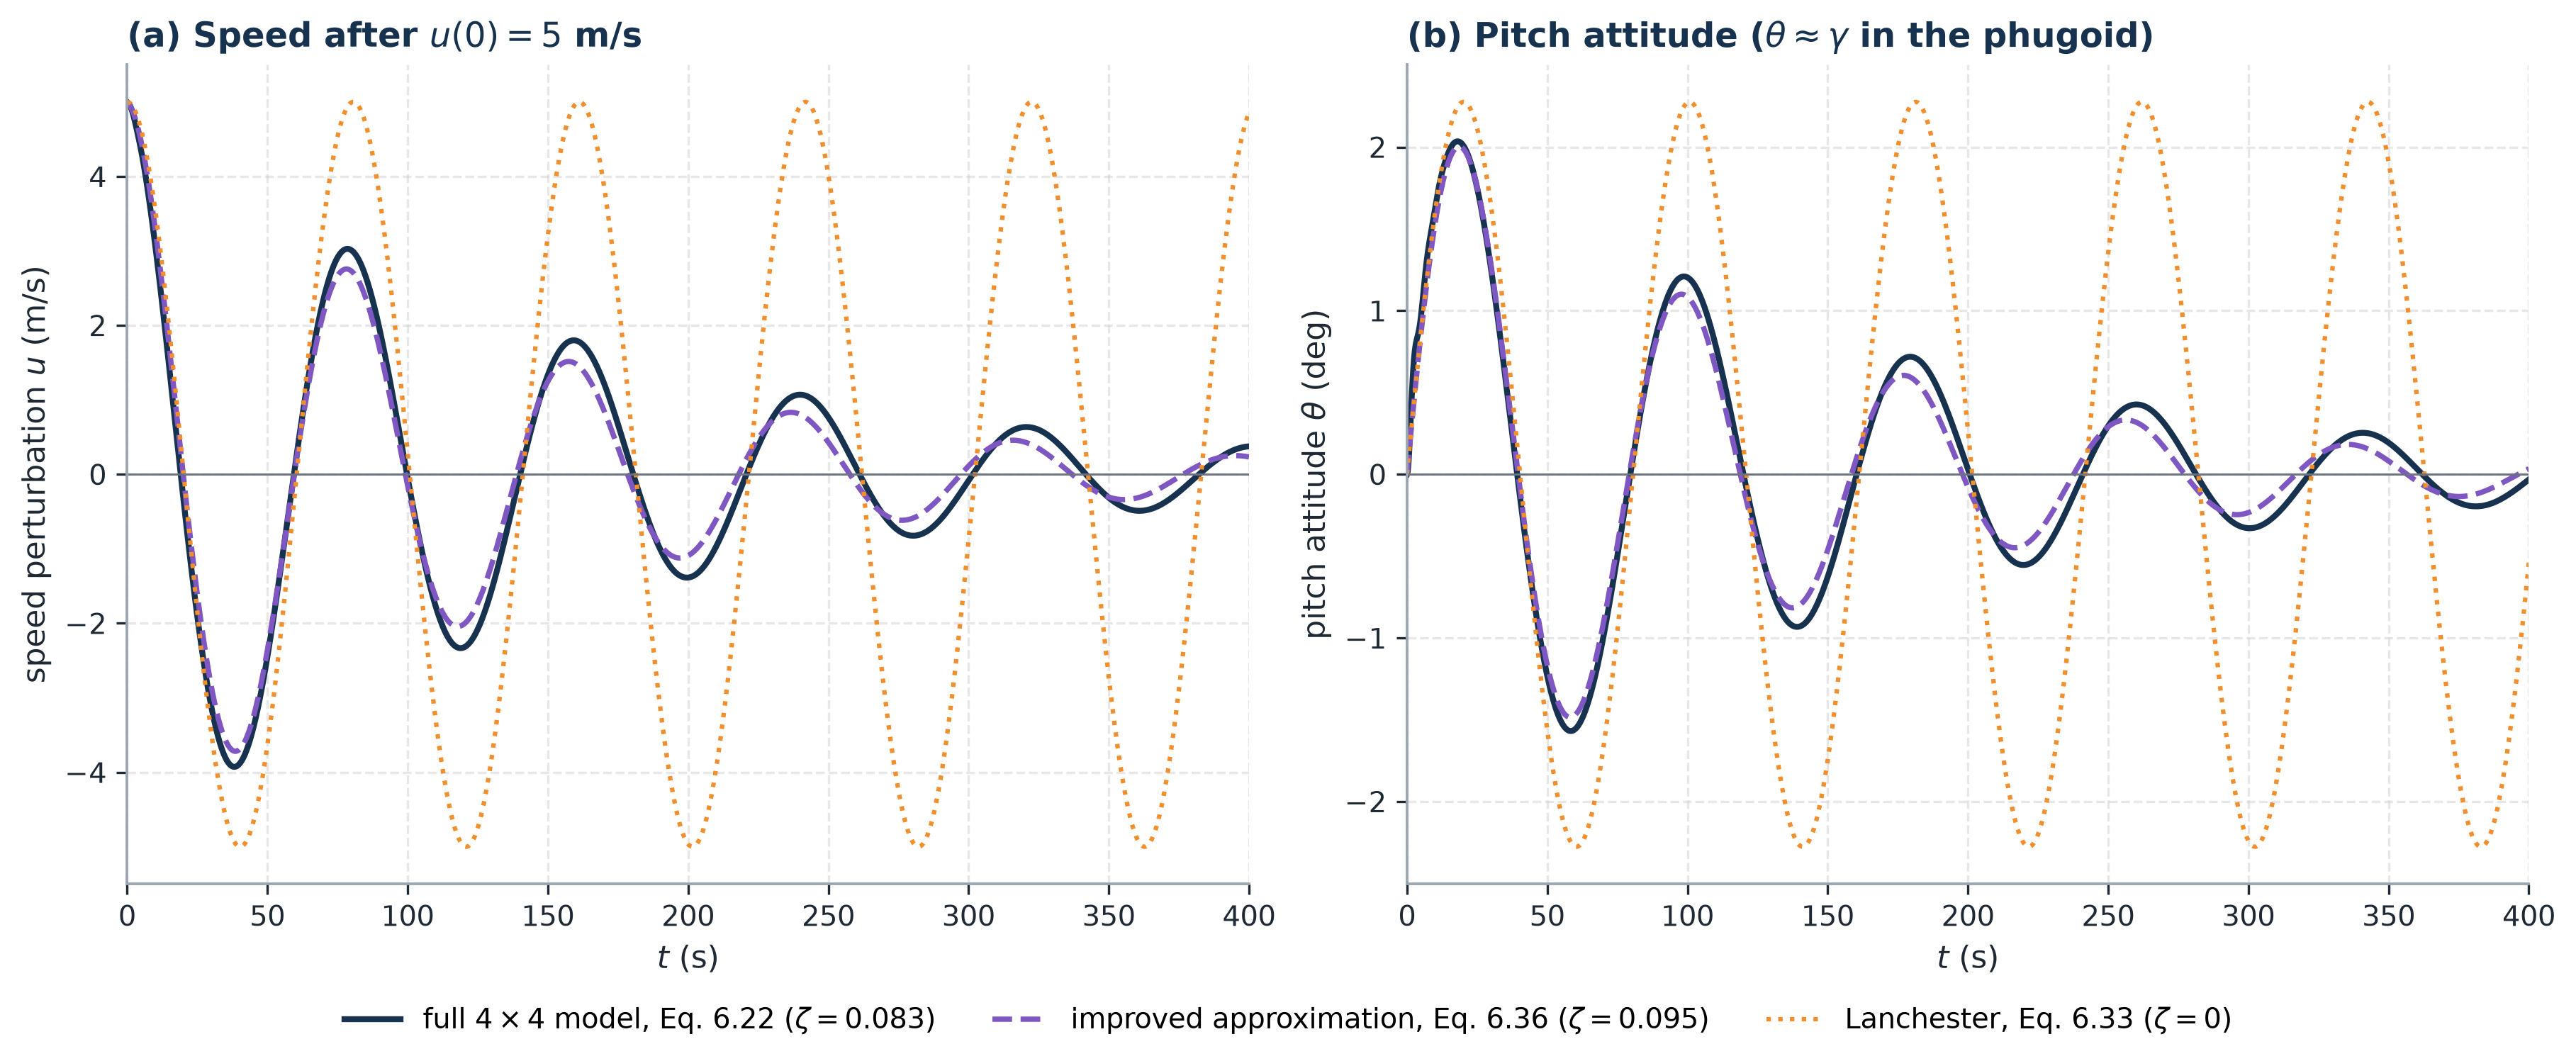 (a) Speed after u(0) = 5 m/s
speed perturbation u (m/s)
4
2
0
−2
−4
0 50 100 150 200 250 300 350 400
t (s)
(b) Pitch attitude (θ ≈ γ in the phugoid)
pitch attitude θ (deg)
2
1
0
−1
−2
0 50 100 150 200 250 300 350 400
t (s)
full 4 × 4 model, Eq. 6.22 (ζ = 0.083)
improved approximation, Eq. 6.36 (ζ = 0.095)
Lanchester, Eq. 6.33 (ζ = 0)